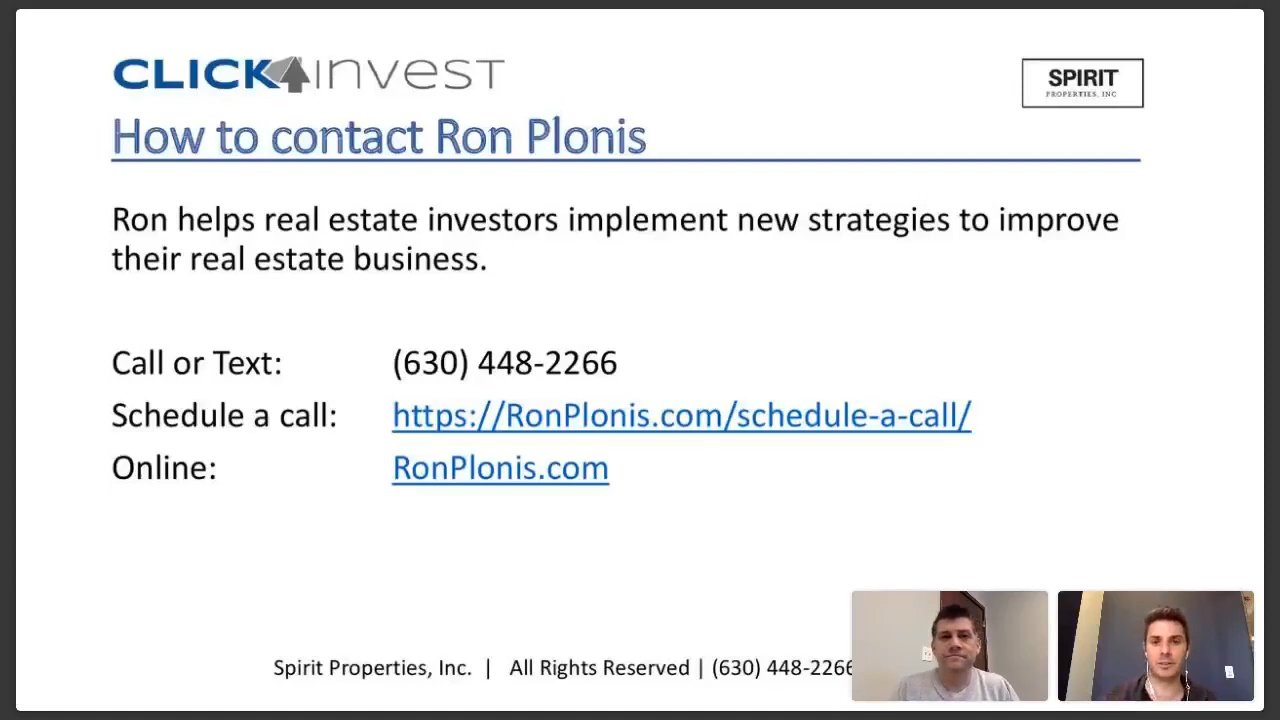 CLICK invest
SPIRIT
PROPERTIES, INC
How to contact Ron Plonis
Ron helps real estate investors implement new strategies to improve
their real estate business.
Call or Text: (630) 448-2266
Schedule a call: https://RonPlonis.com/schedule-a-call/
Online: RonPlonis.com
Spirit Properties, Inc. | All Rights Reserved | (630) 448-2266